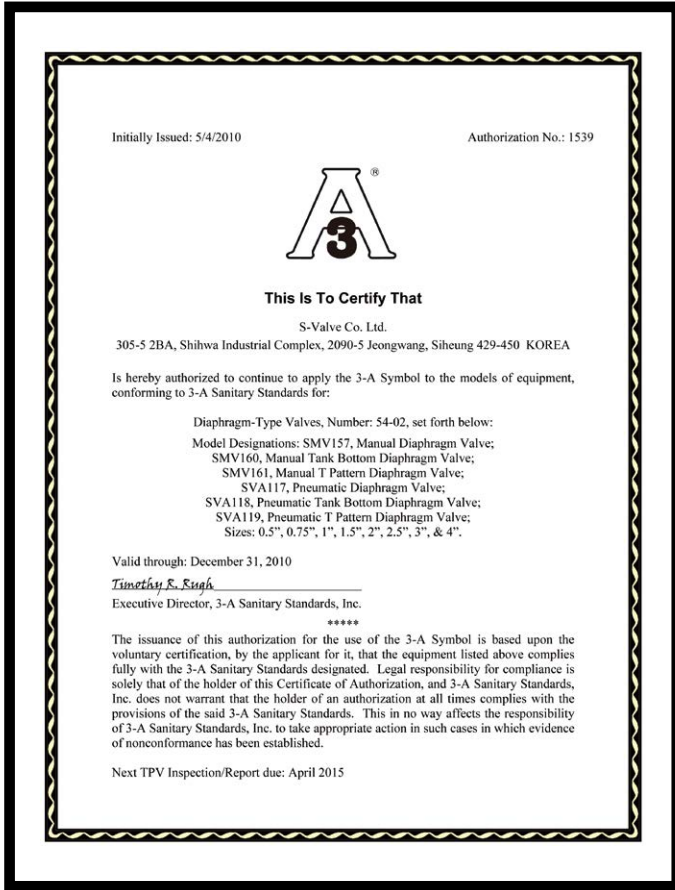 Initially Issued: 5/4/2010
Authorization No.: 1539
A®
3
This Is To Certify That
S-Valve Co. Ltd.
305-5 2BA, Shihwa Industrial Complex, 2090-5 Jeongwang, Siheung 429-450 KOREA
Is hereby authorized to continue to apply the 3-A Symbol to the models of equipment,
conforming to 3-A Sanitary Standards for:
Diaphragm-Type Valves, Number: 54-02, set forth below:
Model Designations: SMV157, Manual Diaphragm Valve;
SMV160, Manual Tank Bottom Diaphragm Valve;
SMV161, Manual T Pattern Diaphragm Valve;
SVA117, Pneumatic Diaphragm Valve;
SVA118, Pneumatic Tank Bottom Diaphragm Valve;
SVA119, Pneumatic T Pattern Diaphragm Valve;
Sizes: 0.5”, 0.75”, 1”, 1.5”, 2”, 2.5”, 3”, & 4”.
Valid through: December 31, 2010
Timothy R. Rugh
Executive Director, 3-A Sanitary Standards, Inc.
*****
The issuance of this authorization for the use of the 3-A Symbol is based upon the
voluntary certification, by the applicant for it, that the equipment listed above complies
fully with the 3-A Sanitary Standards designated. Legal responsibility for compliance is
solely that of the holder of this Certificate of Authorization, and 3-A Sanitary Standards,
Inc. does not warrant that the holder of an authorization at all times complies with the
provisions of the said 3-A Sanitary Standards. This in no way affects the responsibility
of 3-A Sanitary Standards, Inc. to take appropriate action in such cases in which evidence
of nonconformance has been established.
Next TPV Inspection/Report due: April 2015